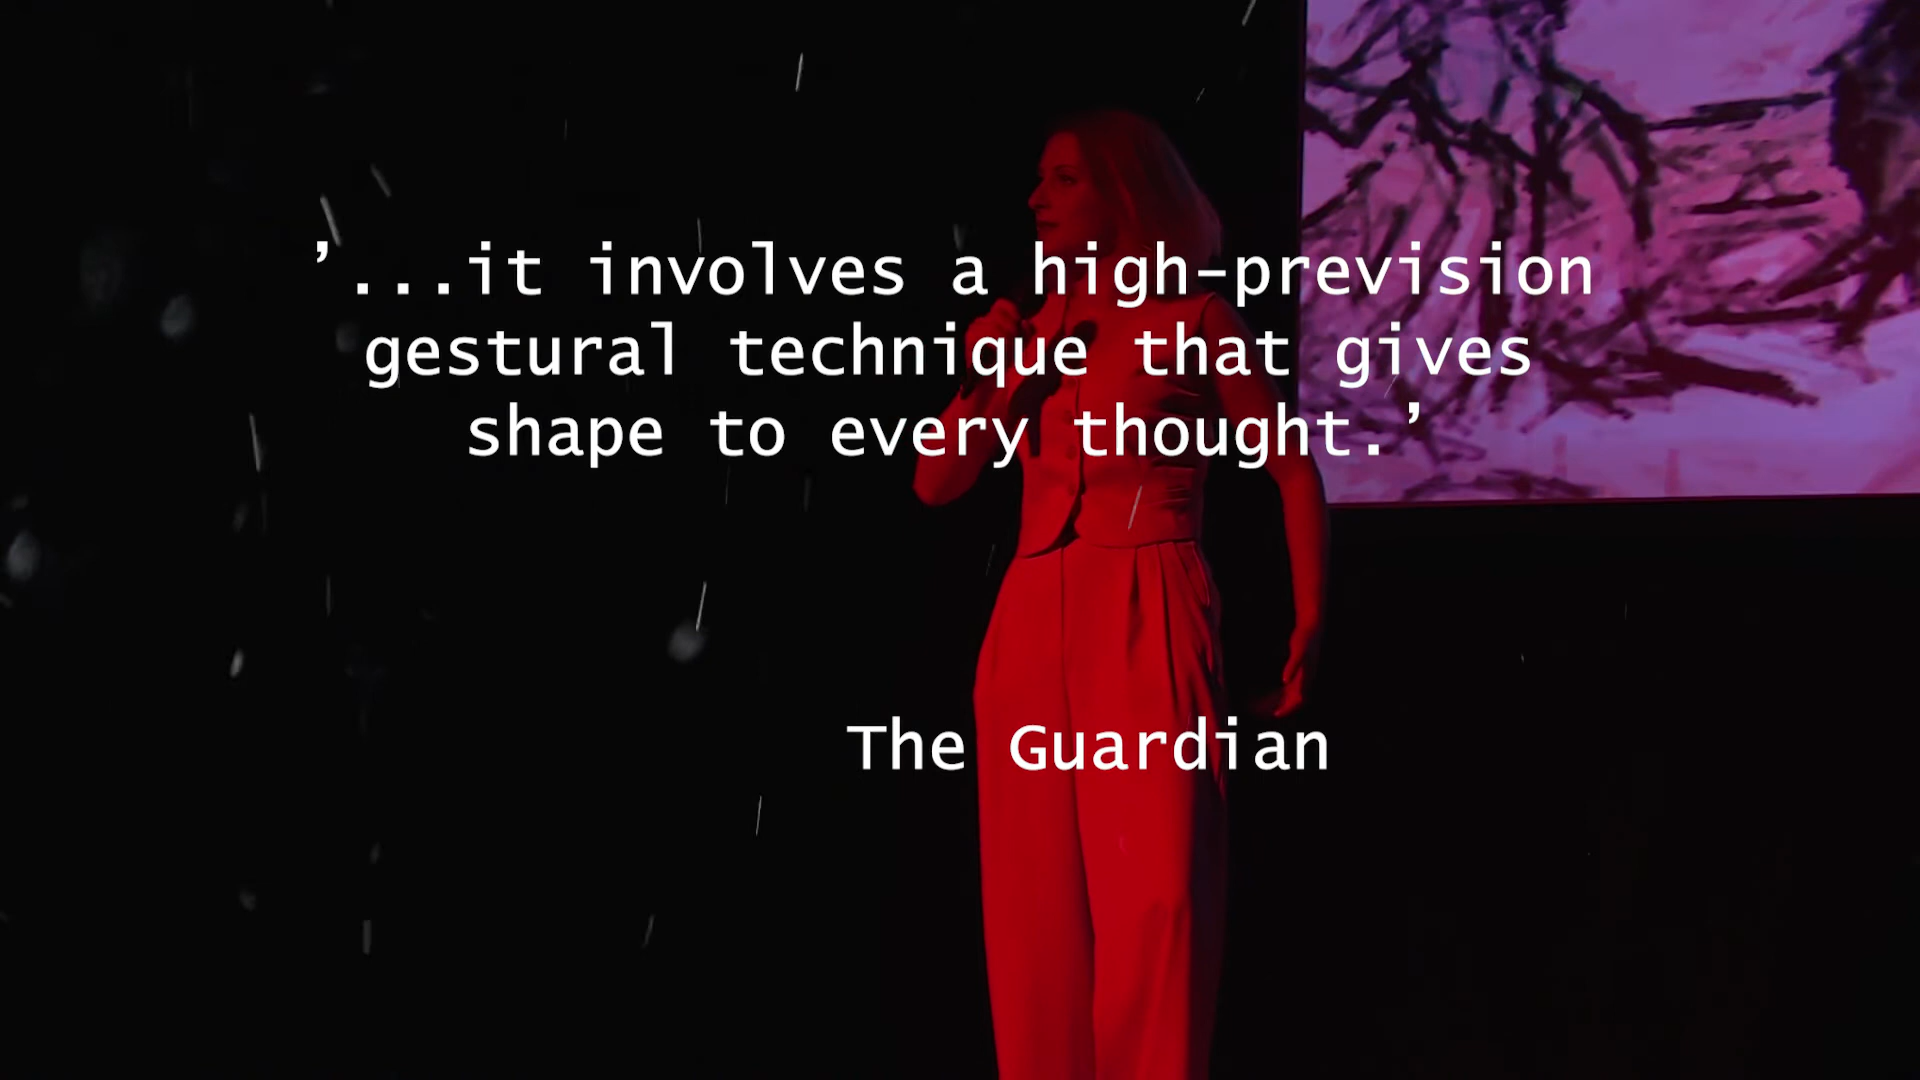 ’...it involves a high-prevision
gestural technique that gives
shape to every thought.’
The Guardian